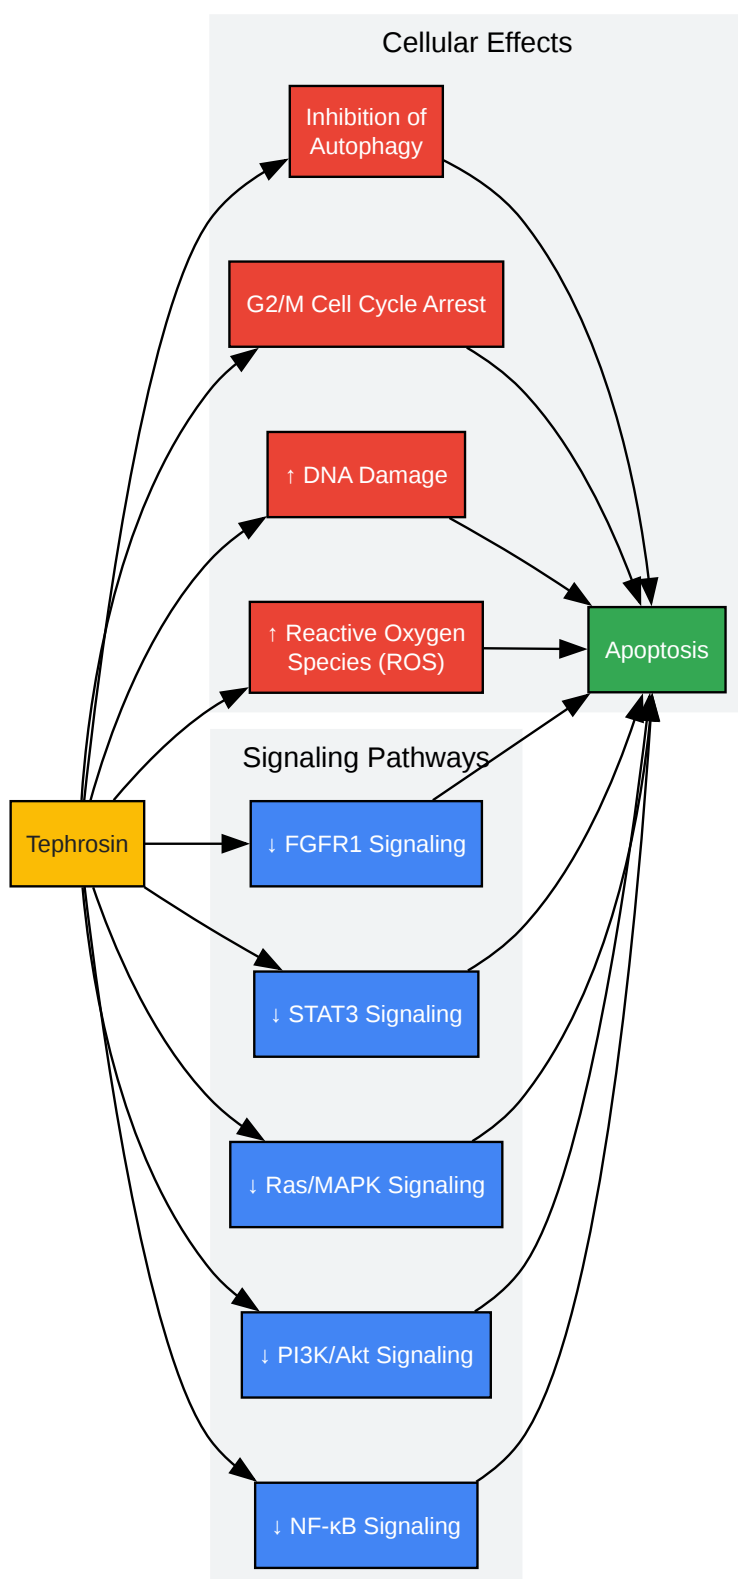 Cellular Effects
Inhibition of
Autophagy
G2/M Cell Cycle Arrest
↑ DNA Damage
↑ Reactive Oxygen
Species (ROS)
Apoptosis
Signaling Pathways
Tephrosin
↓ FGFR1 Signaling
↓ STAT3 Signaling
↓ Ras/MAPK Signaling
↓ PI3K/Akt Signaling
↓ NF-κB Signaling